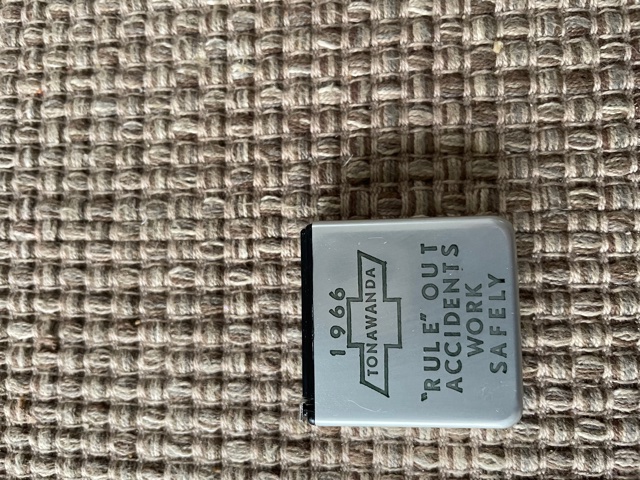 1966
TONAWANDA
"RULE" OUT
ACCIDENTS
WORK
SAFELY